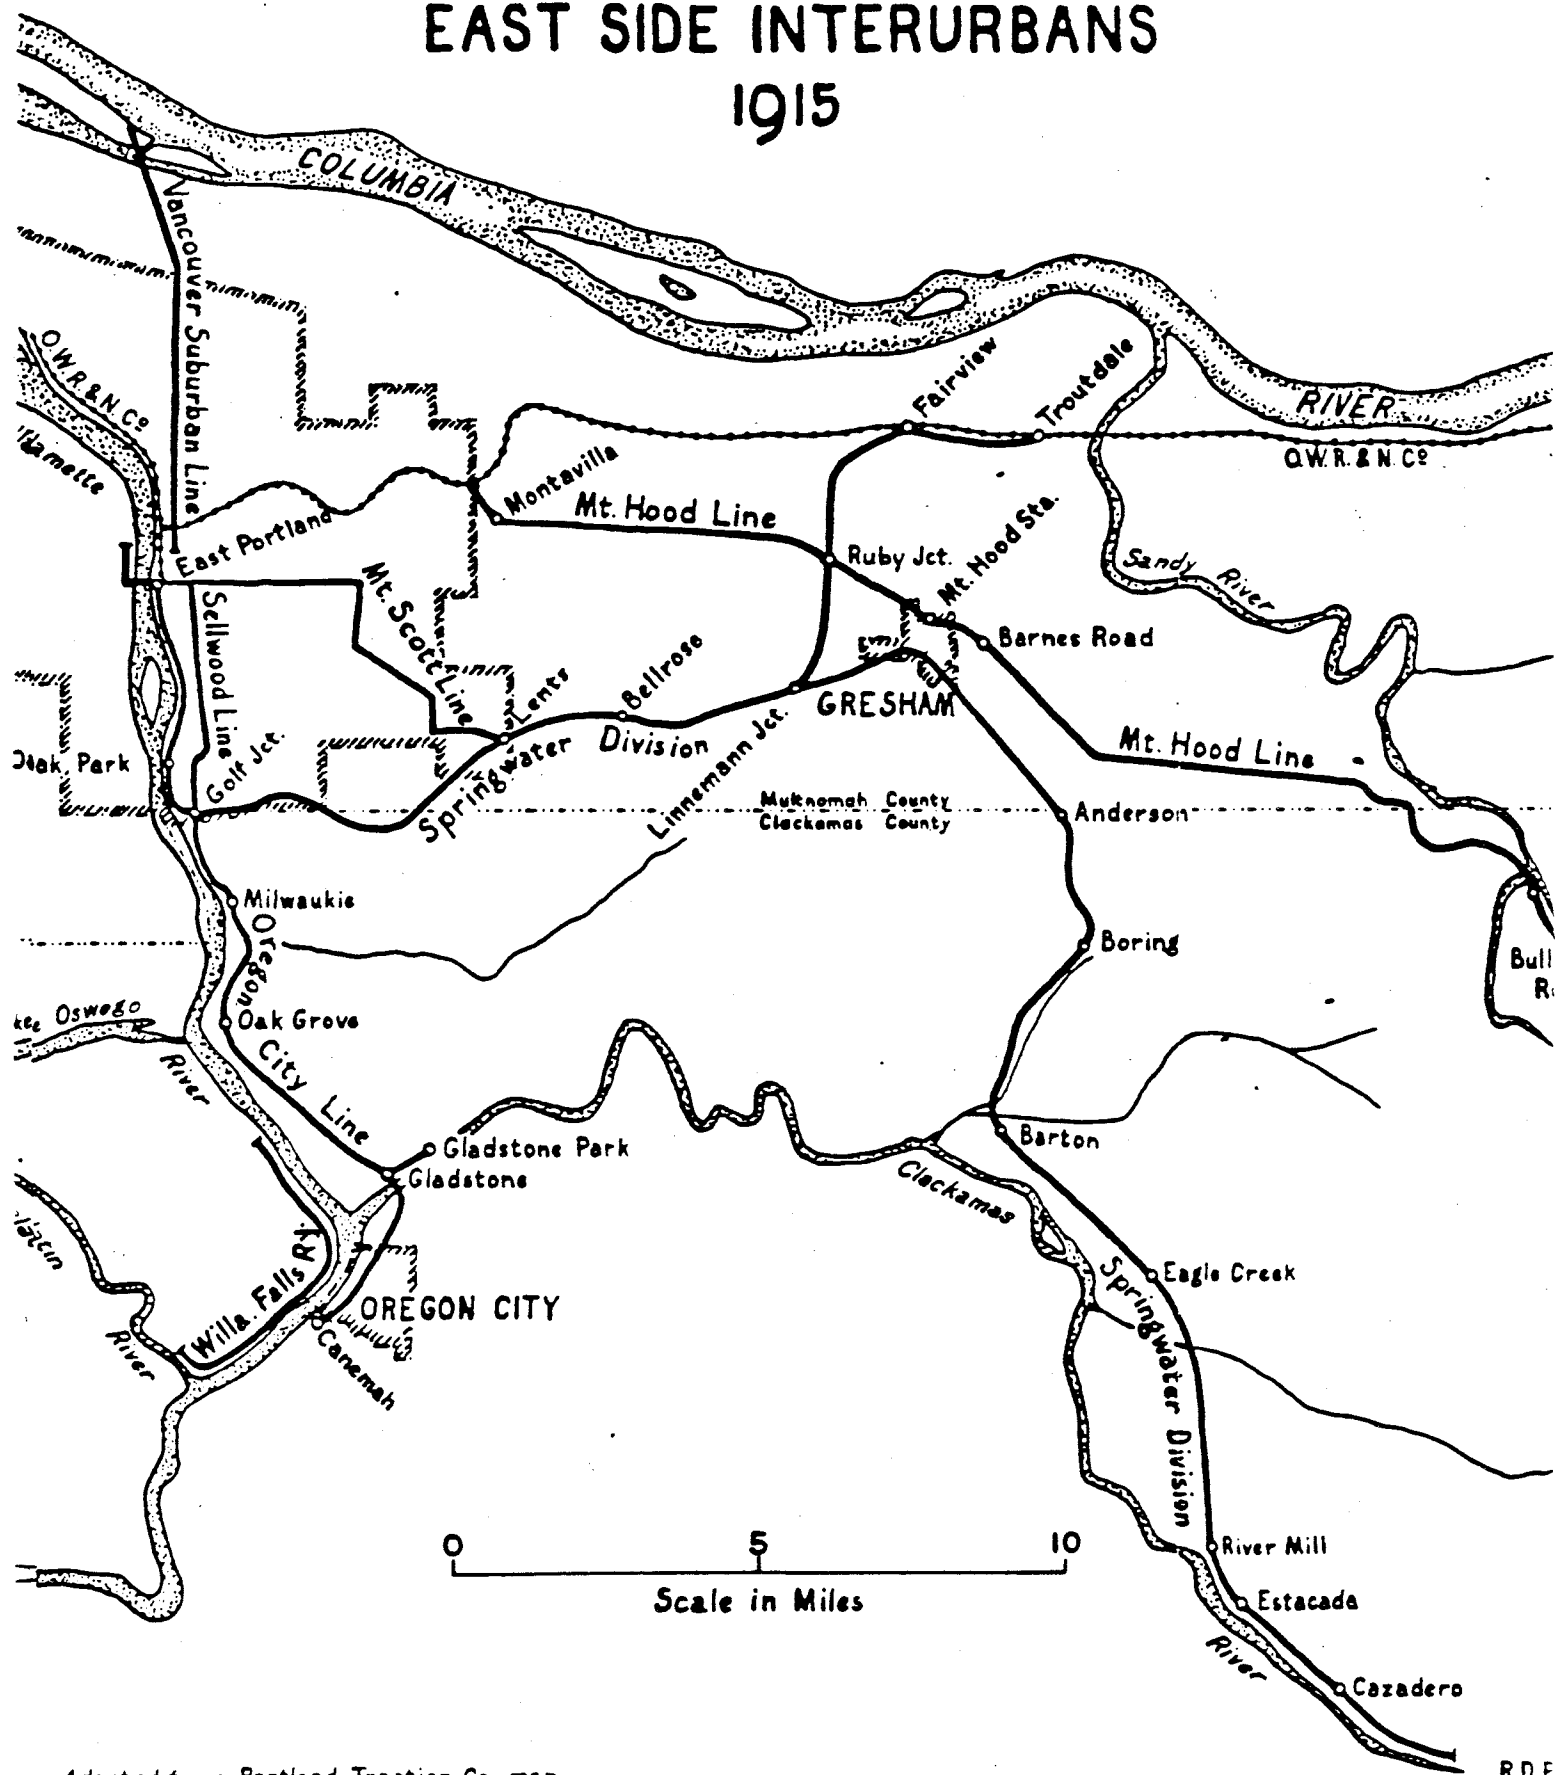 EAST SIDE INTERURBANS
1915
COLUMBIA
Vancouver Suburban Line
O.W.R.&N.Cº
Fairview
Troutdale
RIVER
O.W.R.&N.Cº
Montavilla
Mt. Hood Line
East Portland
Ruby Jct.
Mt. Hood Sta.
Sandy River
Mt. Scott Line
Sellwood Line
Barnes Road
Lents
Bellrose
GRESHAM
Springwater Division
Linnemann Jct.
Mt. Hood Line
Park
Golf Jct.
Multnomah County
Clackamas County
Anderson
Milwaukie
Oregon City Line
Boring
Bull
Oswego
Oak Grove
River
Gladstone Park
Gladstone
Barton
Clackamas
Willa. Falls Ry.
Eagle Creek
Springwater Division
OREGON CITY
River
Canemah
0 5 10
Scale in Miles
River Mill
Estacada
River
Cazadero